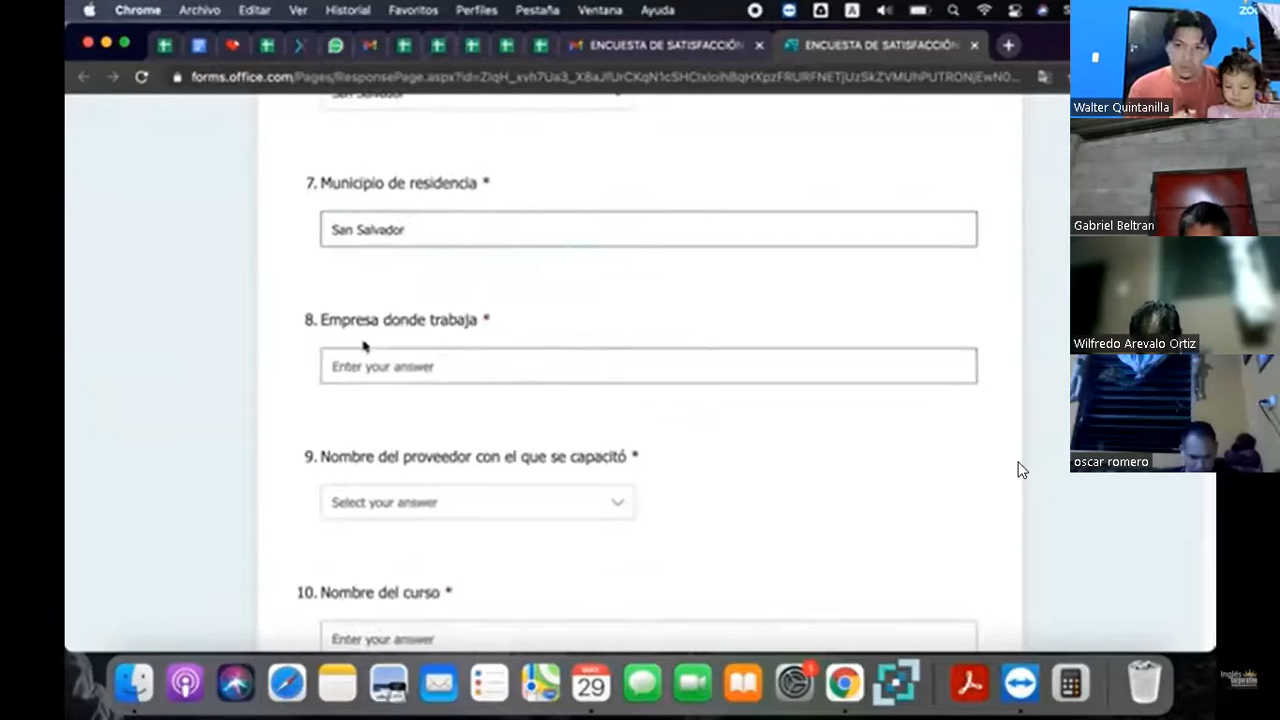 Chrome Archivo Editar Ver Historial Favoritos Perfiles Pestaña Ventana Ayuda
ENCUESTA DE SATISFACCIÓN
ENCUESTA DE SATISFACCIÓN
San Salvador
7. Municipio de residencia *
San Salvador
8. Empresa donde trabaja *
Enter your answer
9. Nombre del proveedor con el que se capacitó *
Select your answer
10. Nombre del curso *
Enter your answer
29
Walter Quintanilla
Gabriel Beltran
Wilfredo Arevalo Ortiz
oscar romero
Inglés